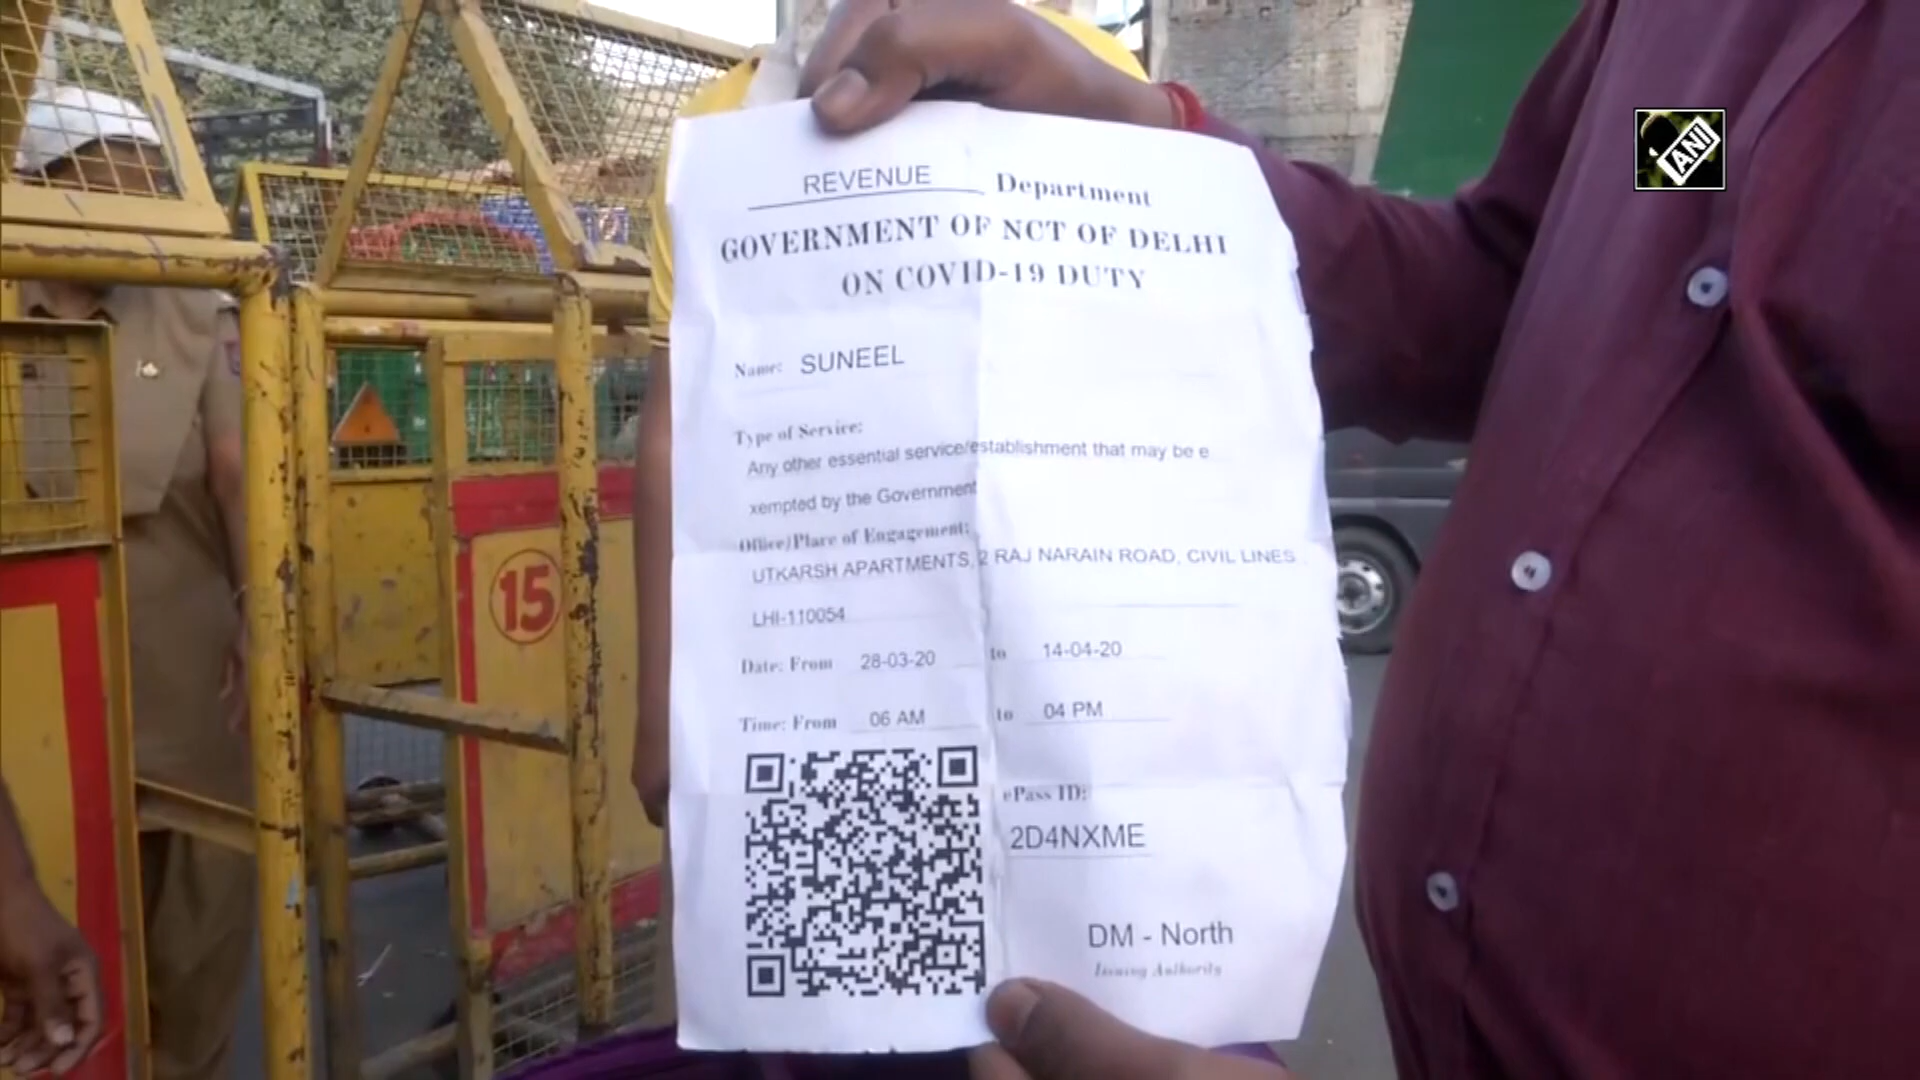 ANI
REVENUE Department
GOVERNMENT OF NCT OF DELHI
ON COVID-19 DUTY
Name: SUNEEL
Type of Service:
Any other essential service/establishment that may be e
xempted by the Government
Office/Place of Engagement:
UTKARSH APARTMENTS, 2 RAJ NARAIN ROAD, CIVIL LINES
LHI-110054
Date: From 28-03-20 to 14-04-20
Time: From 06 AM to 04 PM
ePass ID:
2D4NXME
DM - North
Issuing Authority
15